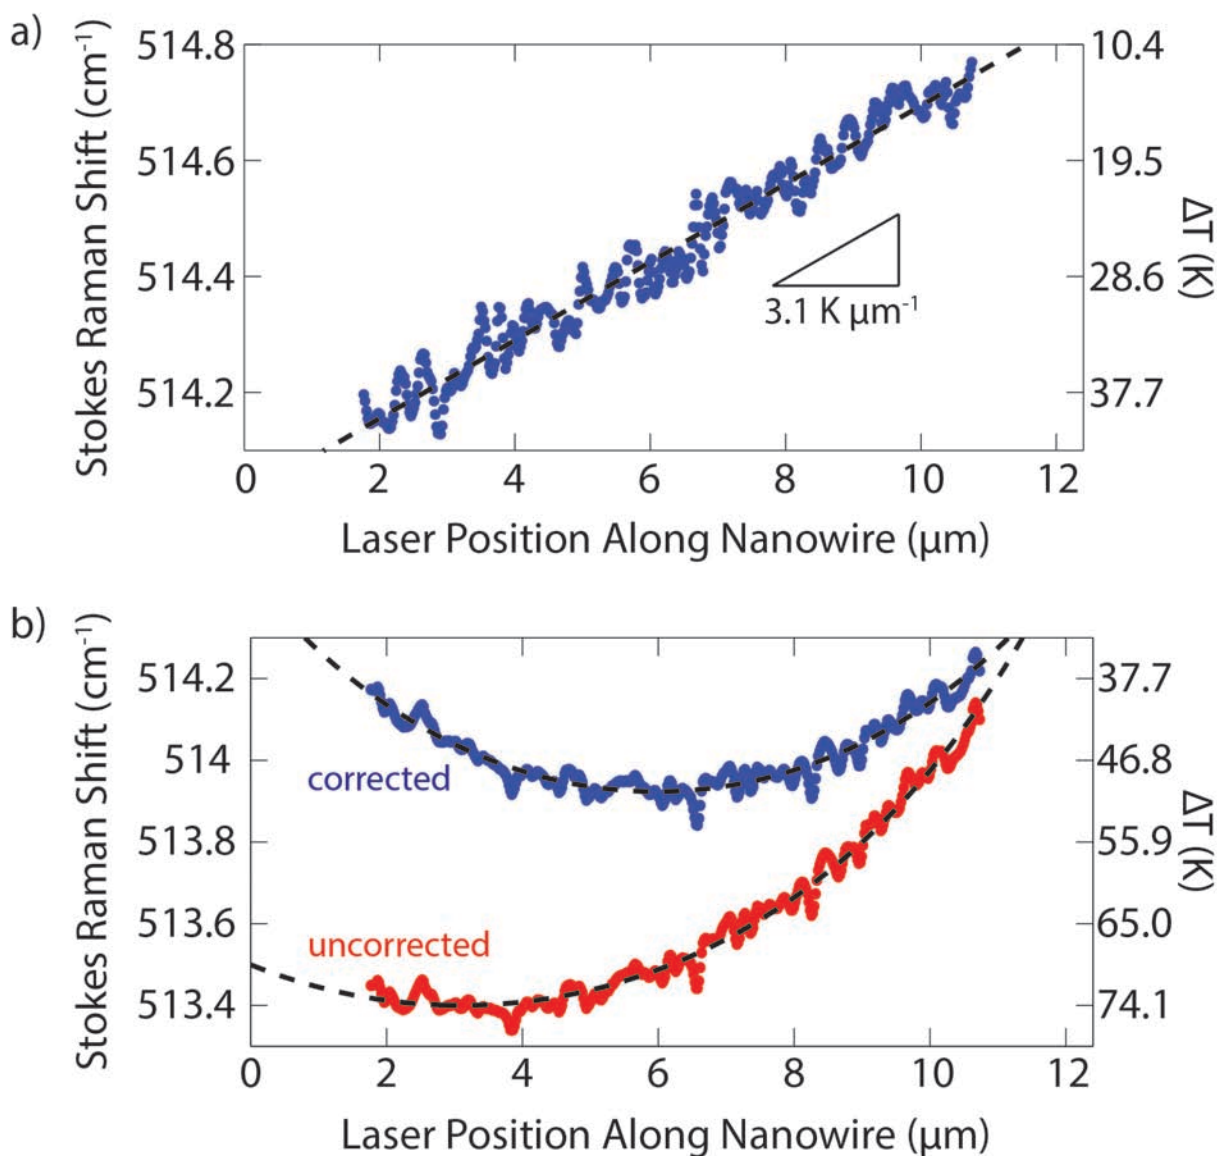 a)
Stokes Raman Shift (cm⁻¹)
514.8
514.6
514.4
514.2
10.4
19.5
28.6
37.7
ΔT (K)
3.1 K µm⁻¹
0 2 4 6 8 10 12
Laser Position Along Nanowire (µm)
b)
Stokes Raman Shift (cm⁻¹)
514.2
514
513.8
513.6
513.4
37.7
46.8
55.9
65.0
74.1
ΔT (K)
corrected
uncorrected
0 2 4 6 8 10 12
Laser Position Along Nanowire (µm)